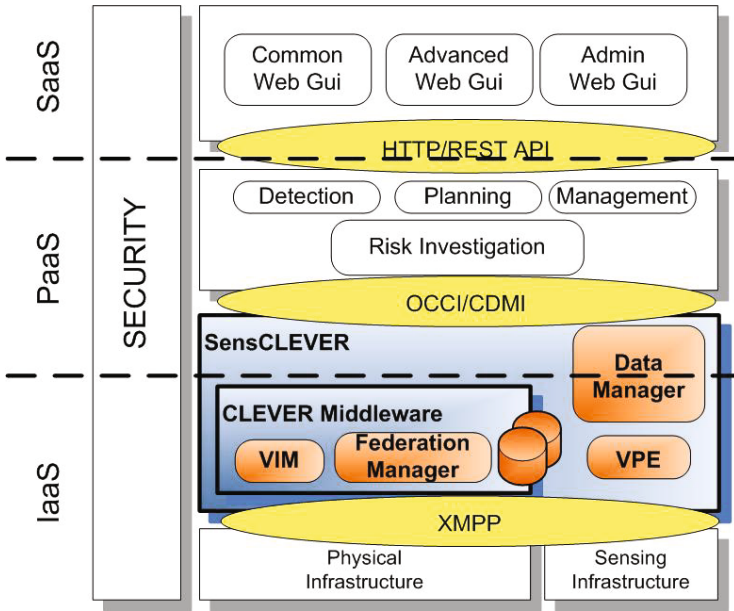 SaaS
PaaS
IaaS
SECURITY
Common
Web Gui
Advanced
Web Gui
Admin
Web Gui
HTTP/REST API
Detection
Planning
Management
Risk Investigation
OCCI/CDMI
SensCLEVER
Data
Manager
CLEVER Middleware
VIM
Federation
Manager
VPE
XMPP
Physical
Infrastructure
Sensing
Infrastructure